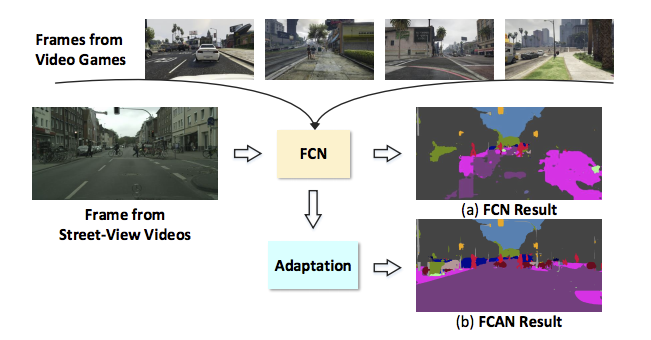 Frames from
Video Games
FCN
Frame from
Street-View Videos
(a) FCN Result
Adaptation
(b) FCAN Result